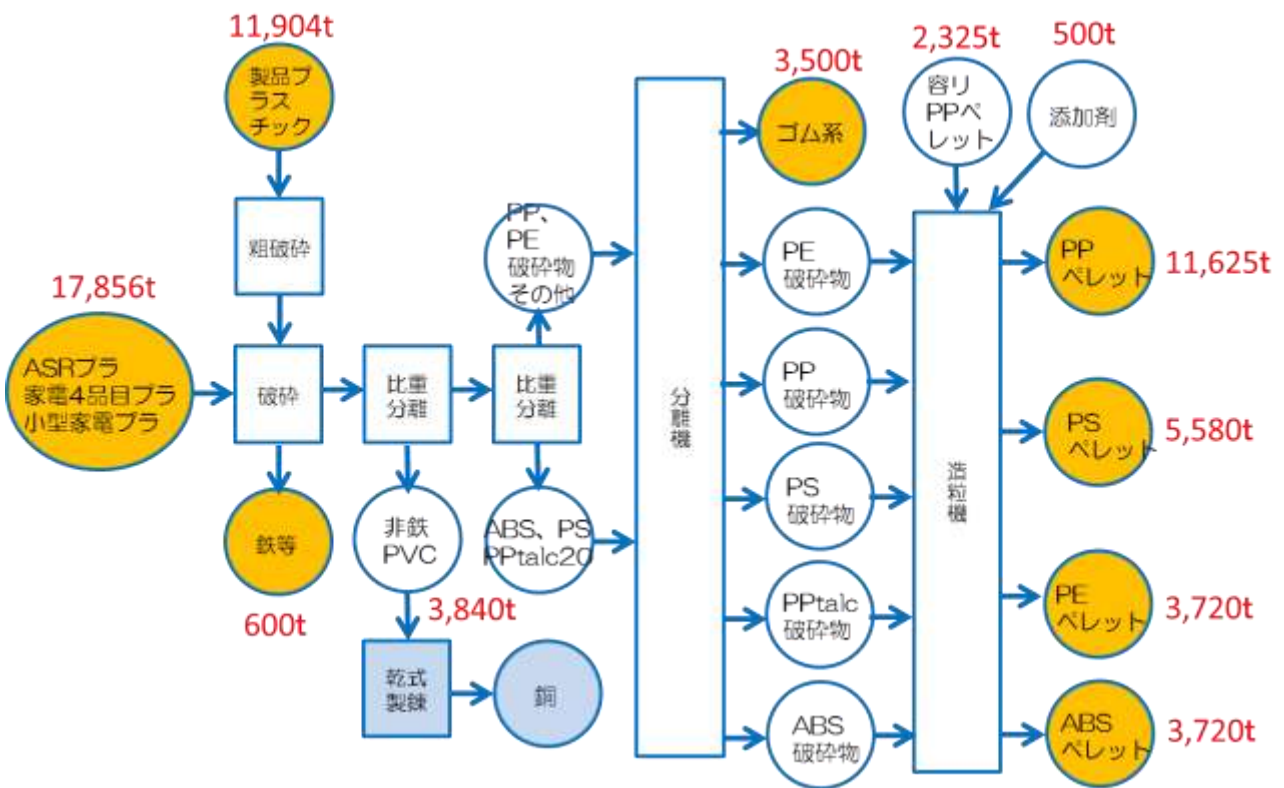 11,904t
製品プ
ラス
チック
粗破砕
17,856t
ASRプラ
家電4品目プラ
小型家電プラ
破砕
鉄等
600t
比重
分離
非鉄
PVC
3,840t
乾式
製錬
銅
比重
分離
PP、
PE
破砕物
その他
ABS、PS
PPtalc20
分離機
3,500t
ゴム系
PE
破砕物
PP
破砕物
PS
破砕物
PPtalc
破砕物
ABS
破砕物
2,325t
容リ
PPペ
レット
500t
添加剤
造粒機
PP
ペレット
11,625t
PS
ペレット
5,580t
PE
ペレット
3,720t
ABS
ペレット
3,720t